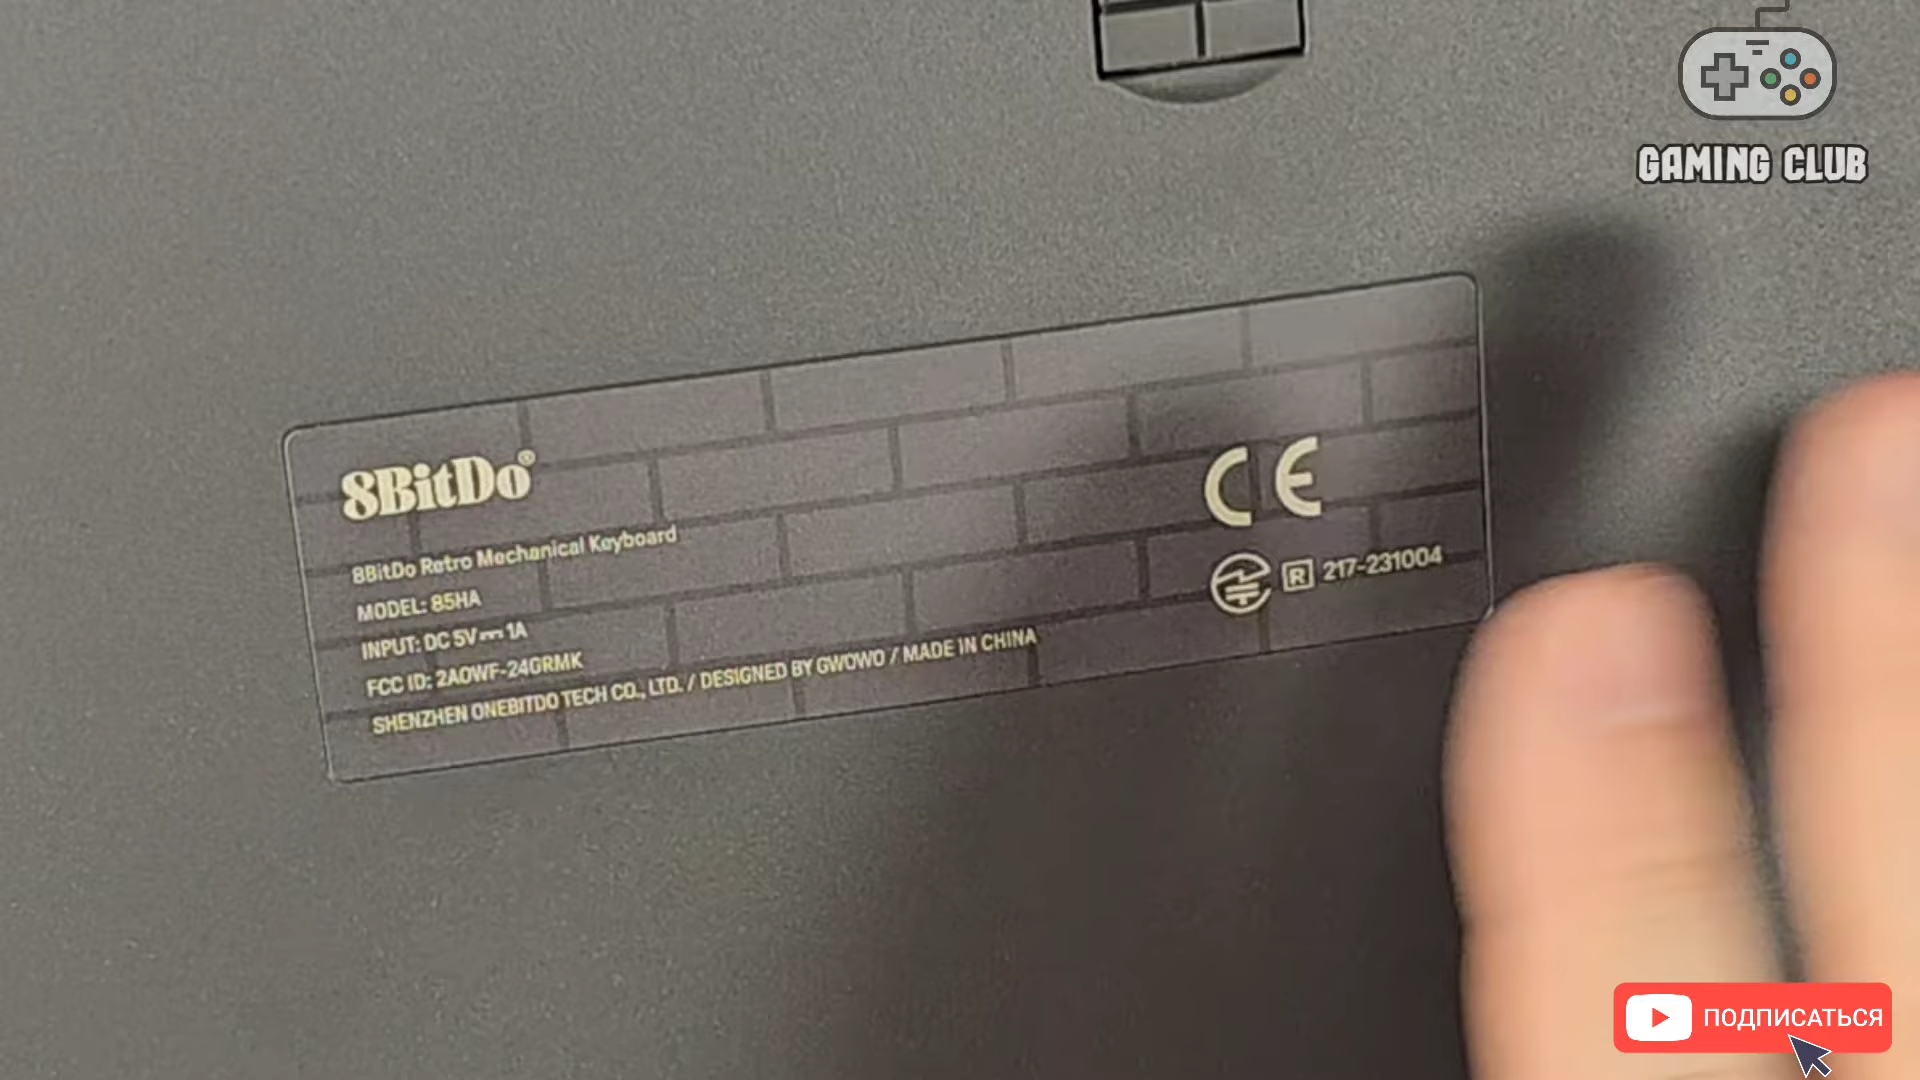 GAMING CLUB
8BitDo®
8BitDo Retro Mechanical Keyboard
MODEL: 85HA
INPUT: DC 5V⎓1A
FCC ID: 2AOWF-24GRMK
SHENZHEN ONEBITDO TECH CO., LTD. / DESIGNED BY GWOWO / MADE IN CHINA
CE
R 217-231004
ПОДПИСАТЬСЯ